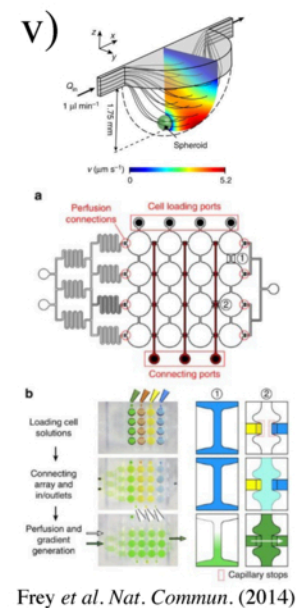 v)
z
x
y
Qin
1 μl min⁻¹
1.75 mm
Spheroid
v (μm s⁻¹)
0
5.2
a
Perfusion
connections
Cell loading ports
①
②
Connecting ports
b
①
②
Loading cell
solutions
Connecting
array and
in/outlets
Perfusion and
gradient
generation
Capillary stops
Frey et al. Nat. Commun. (2014)